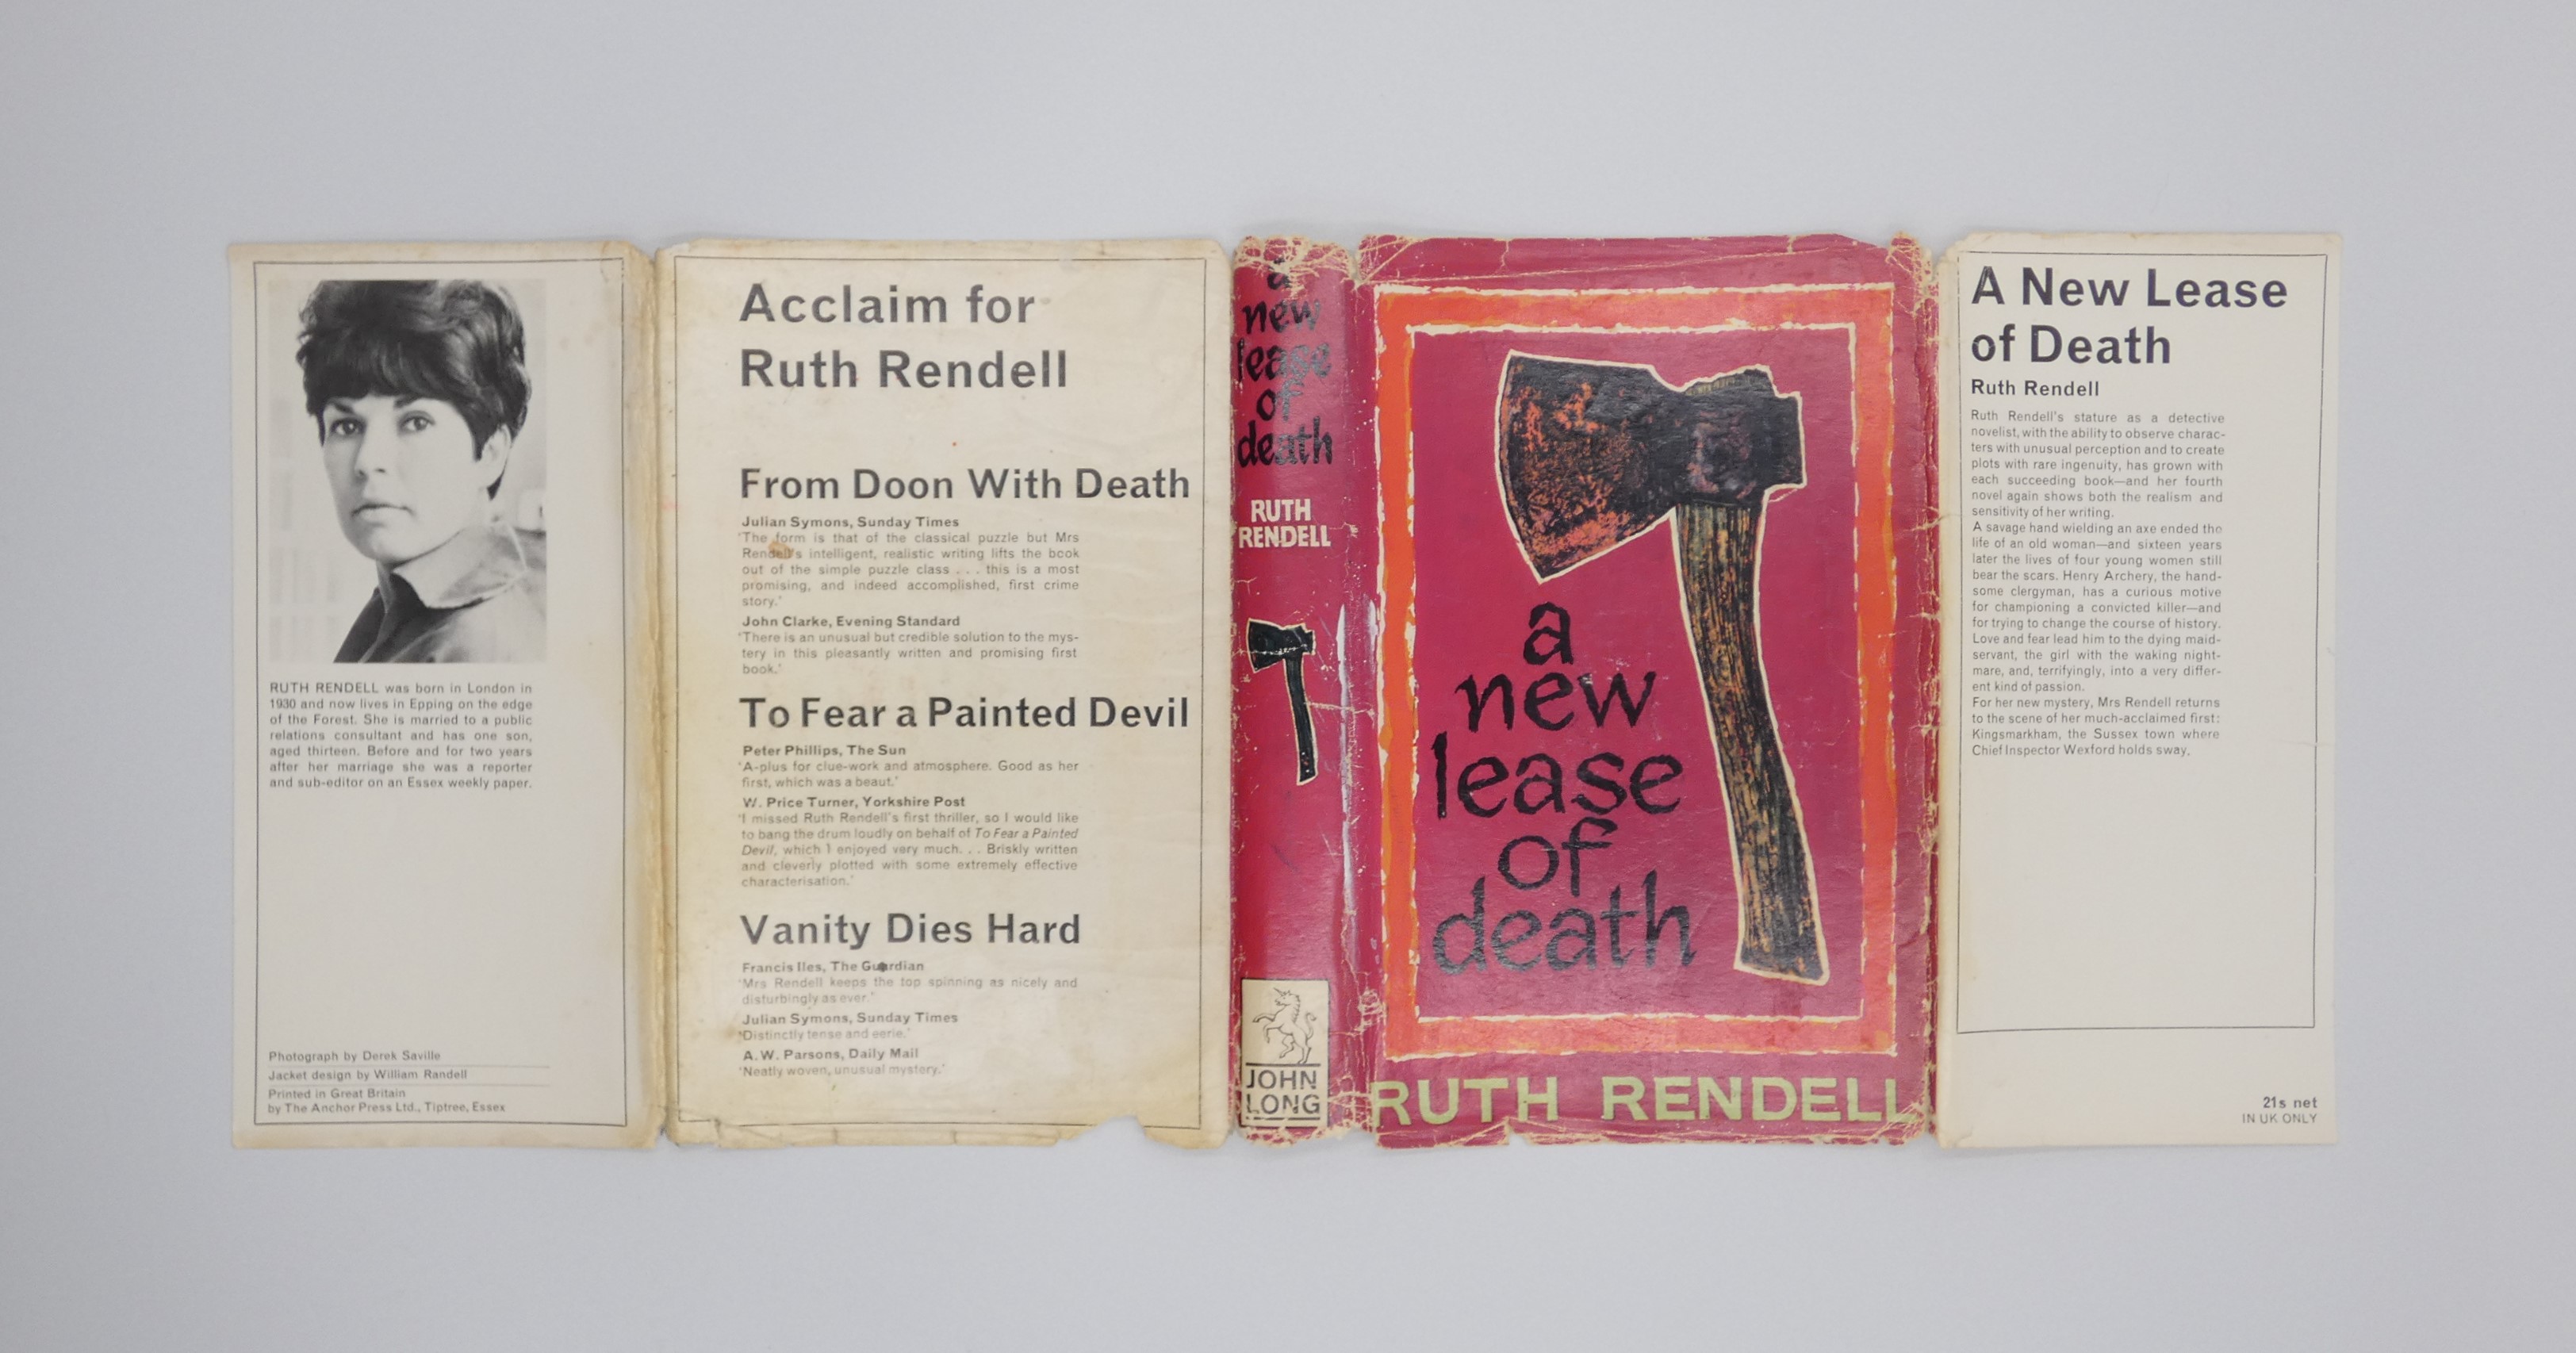 RUTH RENDELL was born in London in
1930 and now lives in Epping on the edge
of the Forest. She is married to a public
relations consultant and has one son,
aged thirteen. Before and for two years
after her marriage she was a reporter
and sub-editor on an Essex weekly paper.
Photograph by Derek Saville
Jacket design by William Randell
Printed in Great Britain
by The Anchor Press Ltd., Tiptree, Essex
Acclaim for
Ruth Rendell
From Doon With Death
Julian Symons, Sunday Times
'The form is that of the classical puzzle but Mrs
Rendell's intelligent, realistic writing lifts the book
out of the simple puzzle class . . . this is a most
promising, and indeed accomplished, first crime
story.'
John Clarke, Evening Standard
'There is an unusual but credible solution to the mys-
tery in this pleasantly written and promising first
book.'
To Fear a Painted Devil
Peter Phillips, The Sun
'A-plus for clue-work and atmosphere. Good as her
first, which was a beaut.'
W. Price Turner, Yorkshire Post
'I missed Ruth Rendell's first thriller, so I would like
to bang the drum loudly on behalf of To Fear a Painted
Devil, which I enjoyed very much. . . Briskly written
and cleverly plotted with some extremely effective
characterisation.'
Vanity Dies Hard
Francis Iles, The Guardian
'Mrs Rendell keeps the top spinning as nicely and
disturbingly as ever.'
Julian Symons, Sunday Times
'Distinctly tense and eerie.'
A.W. Parsons, Daily Mail
'Neatly woven, unusual mystery.'
a
new
lease
of
death
RUTH
RENDELL
JOHN
LONG
a
new
lease
of
death
RUTH RENDELL
A New Lease
of Death
Ruth Rendell
Ruth Rendell's stature as a detective
novelist, with the ability to observe charac-
ters with unusual perception and to create
plots with rare ingenuity, has grown with
each succeeding book—and her fourth
novel again shows both the realism and
sensitivity of her writing.
A savage hand wielding an axe ended the
life of an old woman—and sixteen years
later the lives of four young women still
bear the scars. Henry Archery, the hand-
some clergyman, has a curious motive
for championing a convicted killer—and
for trying to change the course of history.
Love and fear lead him to the dying maid-
servant, the girl with the waking night-
mare, and, terrifyingly, into a very differ-
ent kind of passion.
For her new mystery, Mrs Rendell returns
to the scene of her much-acclaimed first:
Kingsmarkham, the Sussex town where
Chief Inspector Wexford holds sway.
21s net
IN UK ONLY